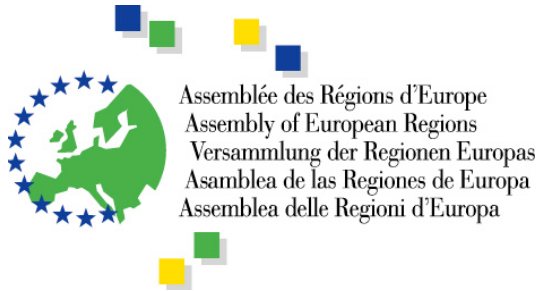 Assemblée des Régions d'Europe
Assembly of European Regions
Versammlung der Regionen Europas
Asamblea de las Regiones de Europa
Assemblea delle Regioni d'Europa